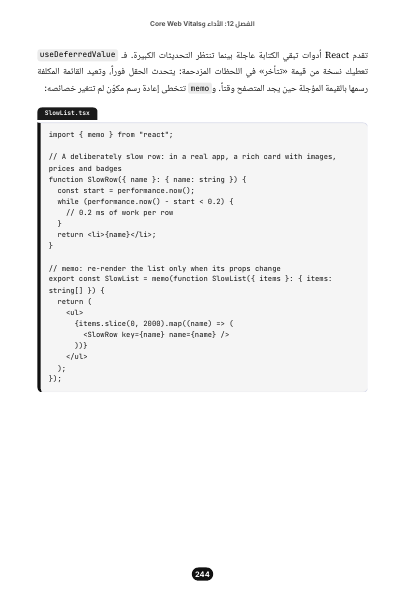 الفصل 12: الأداء وCore Web Vitals
تقدم React أدوات تبقي الكتابة عاجلة بينما تنتظر التحديثات الكبيرة. فـ useDeferredValue
تعطيك نسخة من قيمة «تتأخر» في اللحظات المزدحمة: يتحدث الحقل فوراً، وتعيد القائمة المكلفة
رسمها بالقيمة المؤجلة حين يجد المتصفح وقتاً. وmemo تتخطى إعادة رسم مكوّن لم تتغير خصائصه:
SlowList.tsx
import { memo } from "react";
// A deliberately slow row: in a real app, a rich card with images,
prices and badges
function SlowRow({ name }: { name: string }) {
  const start = performance.now();
  while (performance.now() - start < 0.2) {
    // 0.2 ms of work per row
  }
  return <li>{name}</li>;
}
// memo: re-render the list only when its props change
export const SlowList = memo(function SlowList({ items }: { items:
string[] }) {
  return (
    <ul>
      {items.slice(0, 2000).map((name) => (
        <SlowRow key={name} name={name} />
      ))}
    </ul>
  );
});
244